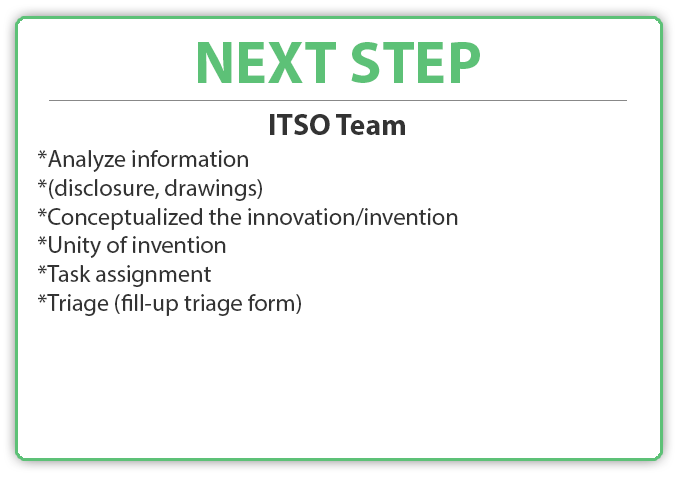 NEXT STEP
ITSO Team
*Analyze information
*(disclosure, drawings)
*Conceptualized the innovation/invention
*Unity of invention
*Task assignment
*Triage (fill-up triage form)